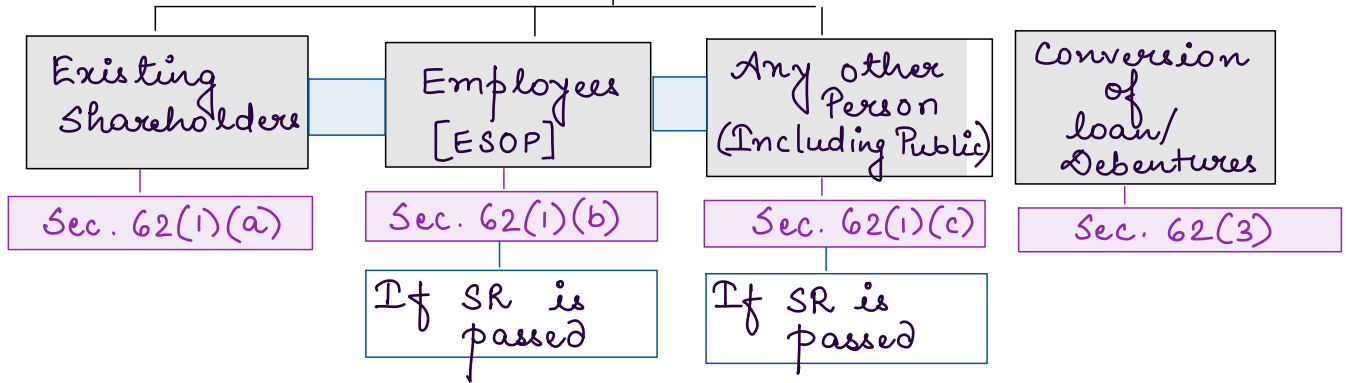 Existing
Shareholders
Employees
[ESOP]
Any other
Person
(Including Public)
Conversion
of
loan/
Debentures
Sec. 62(1)(a)
Sec. 62(1)(b)
Sec. 62(1)(c)
Sec. 62(3)
If SR is
passed
If SR is
passed